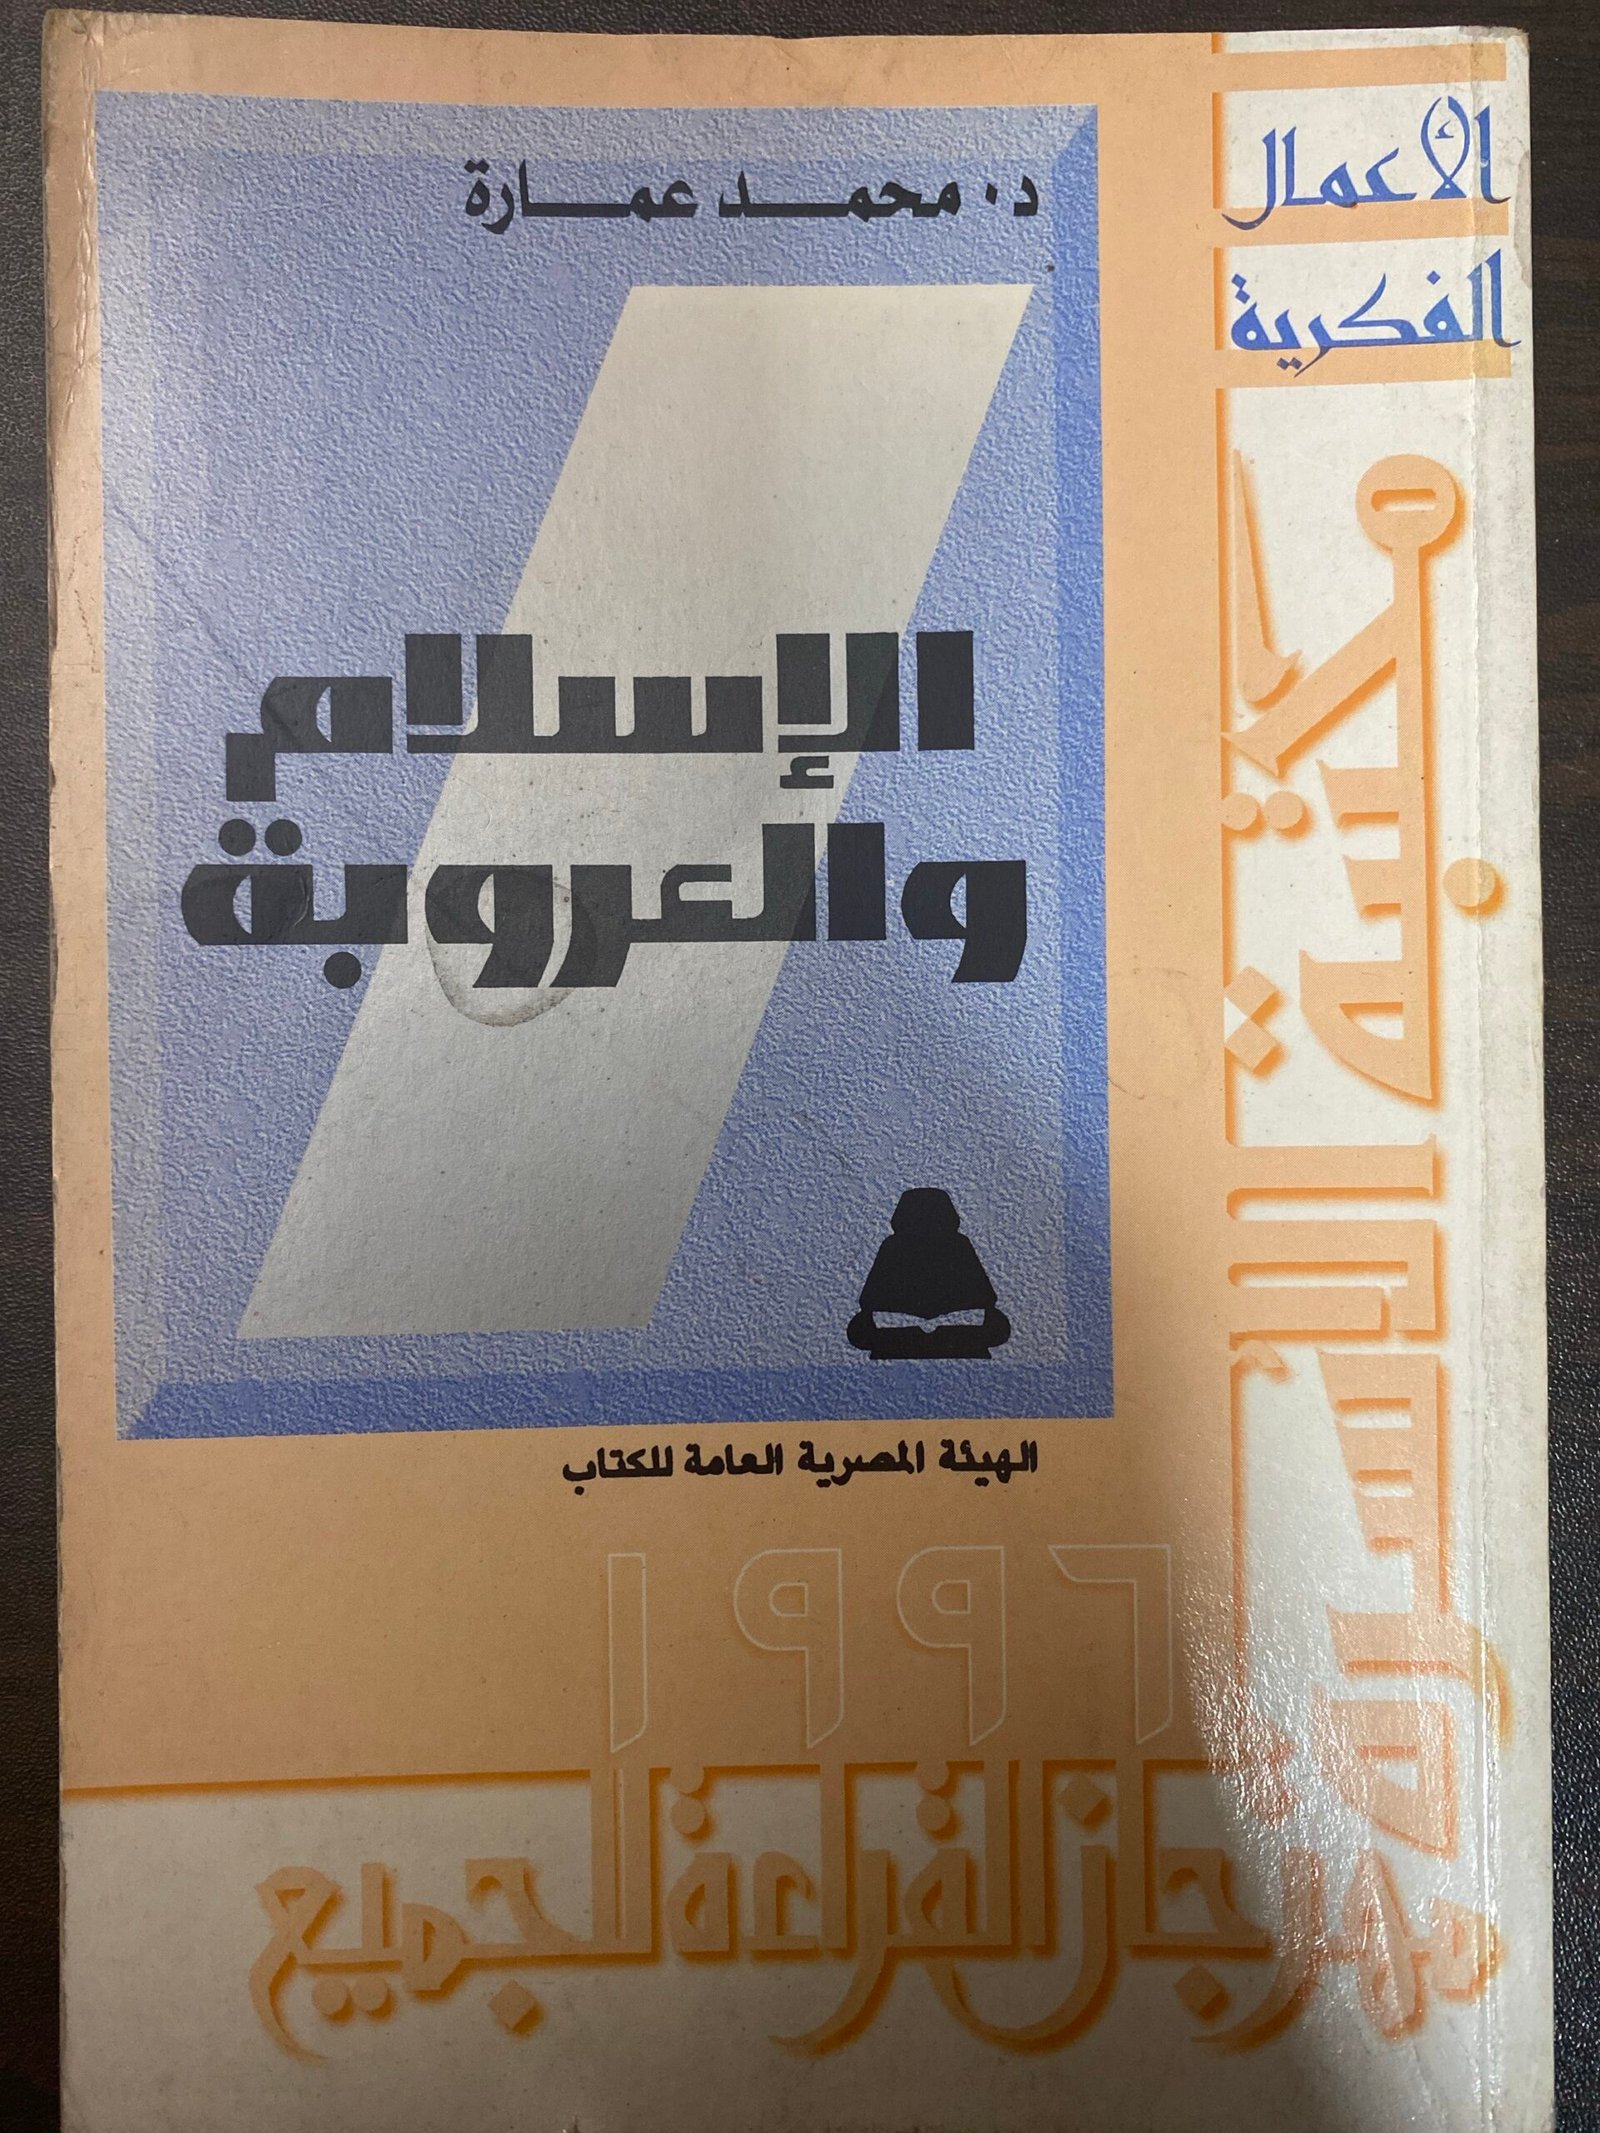 الأعمال
الفكرية
مكتبة الأسرة
د. محمد عمارة
الإسلام
والعروبة
الهيئة المصرية العامة للكتاب
١٩٩٦
مهرجان القراءة للجميع